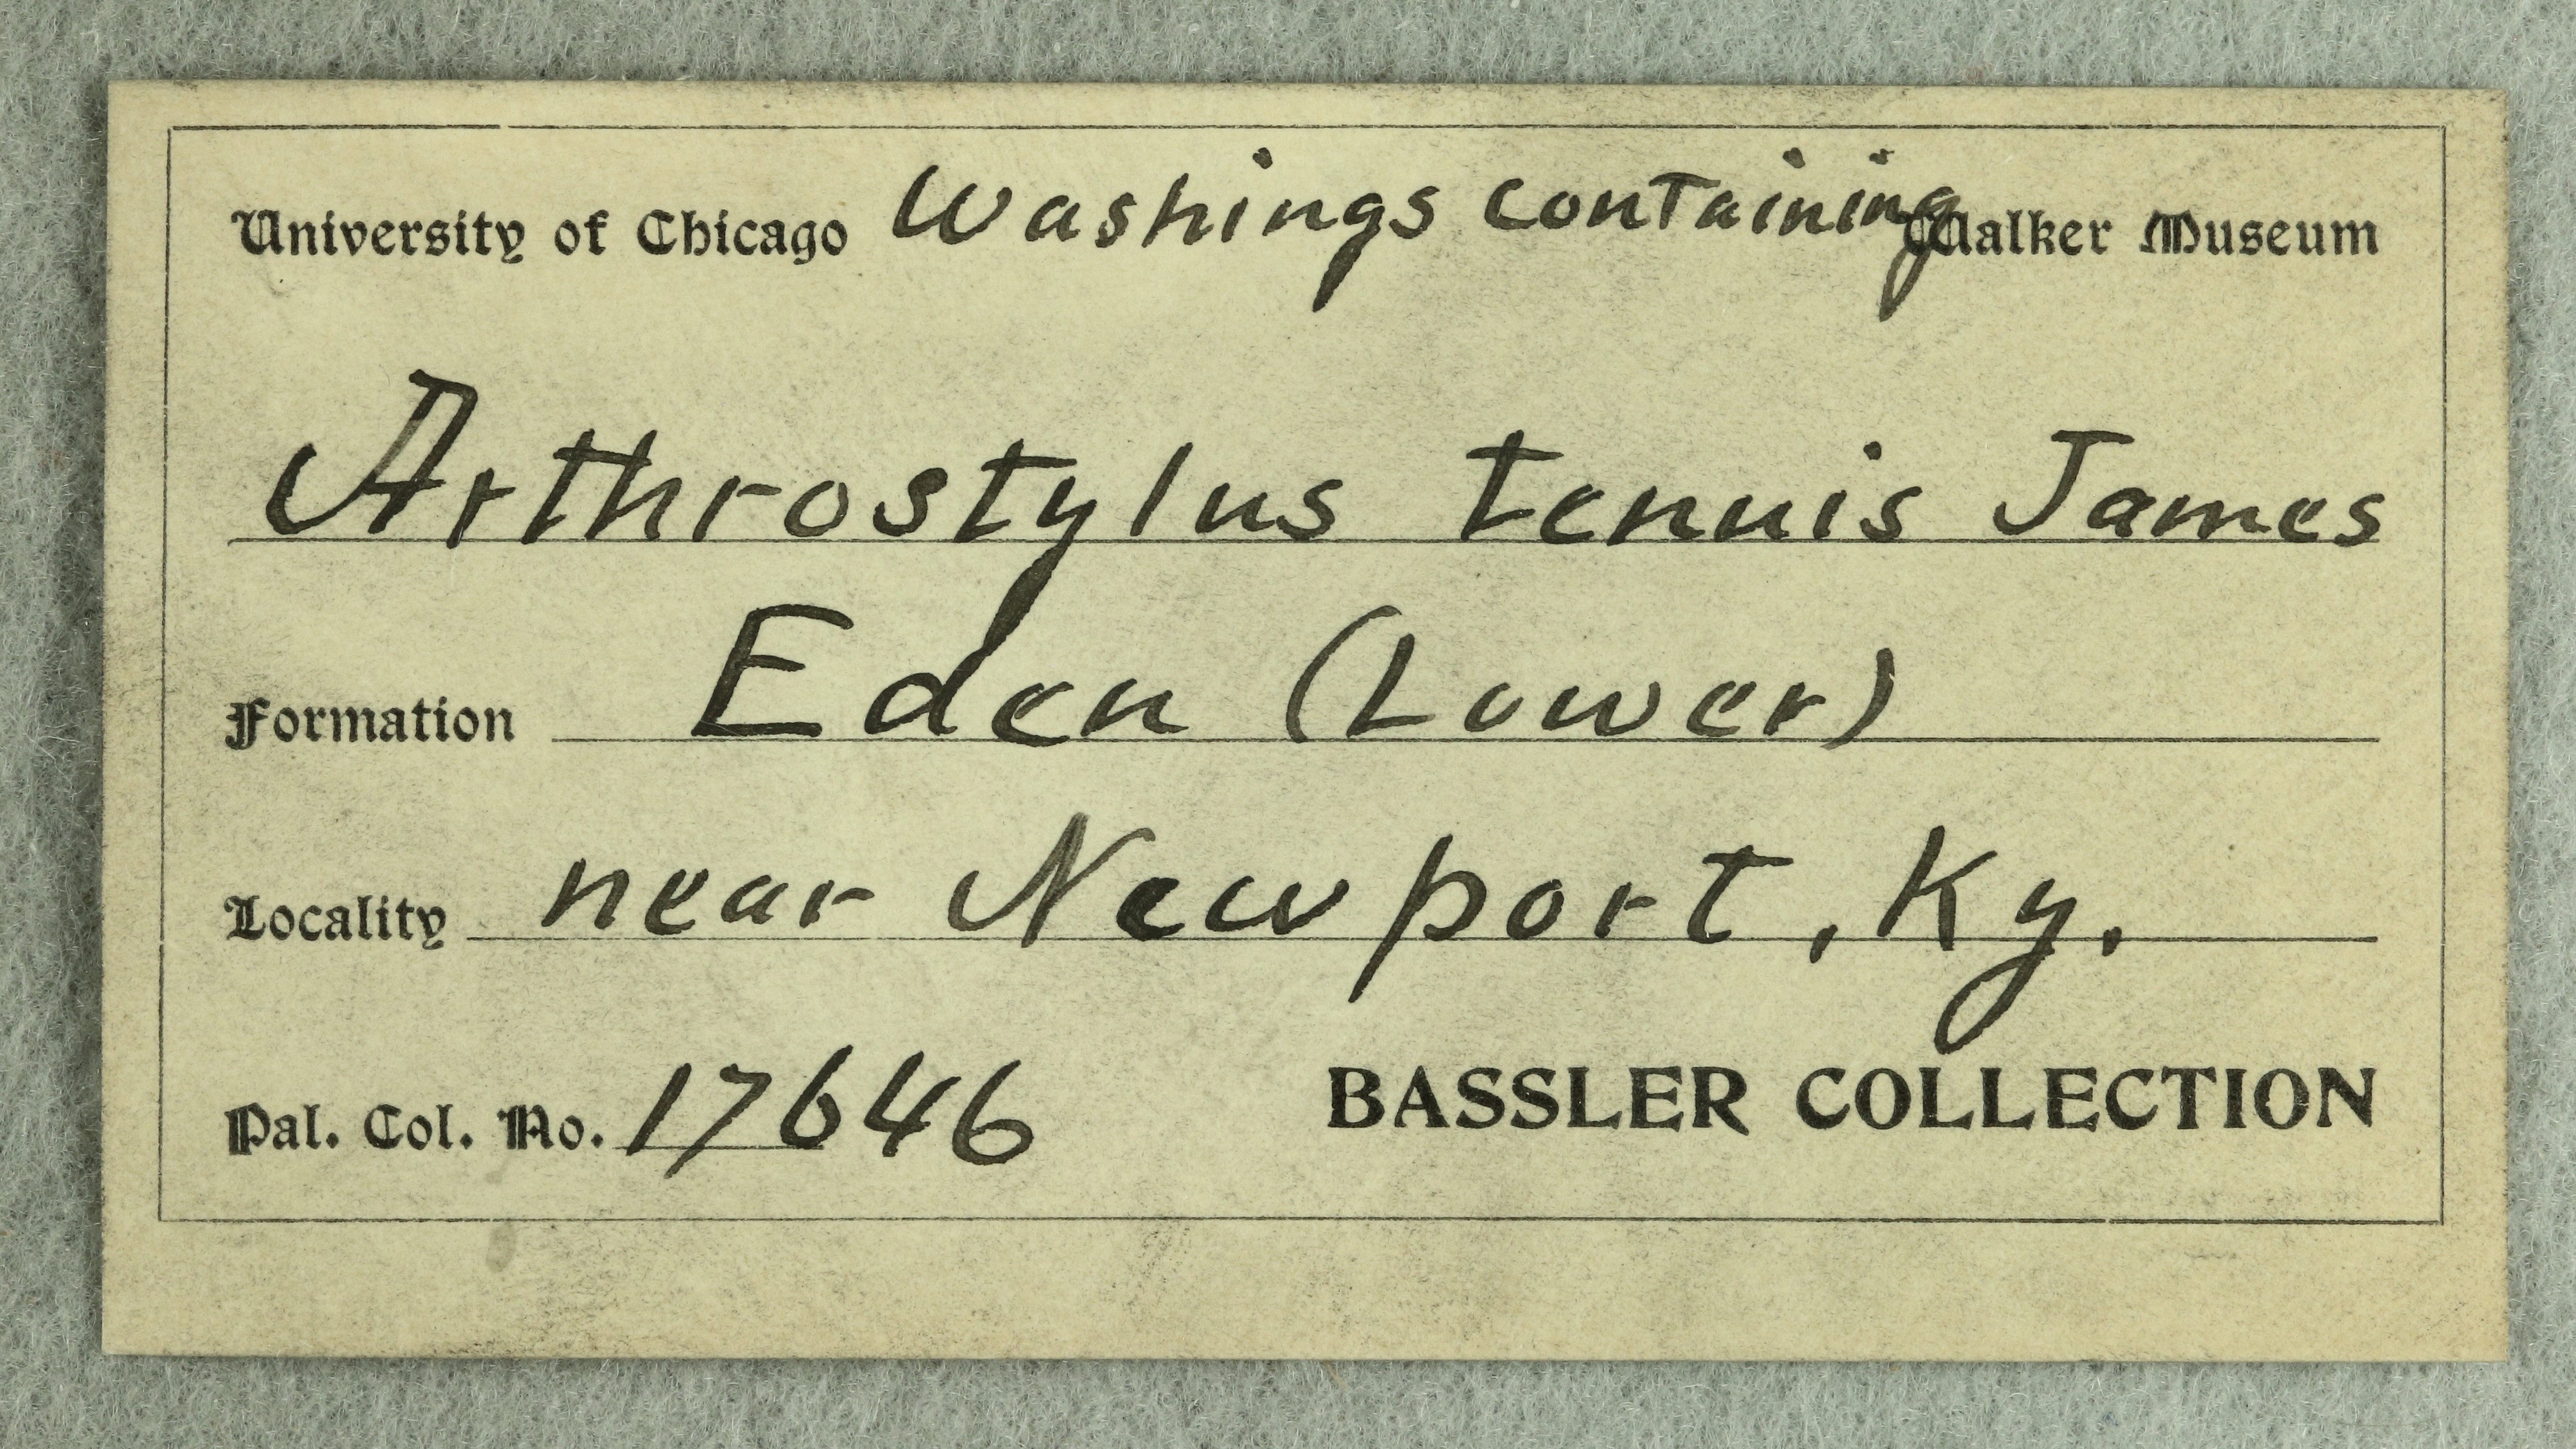 University of Chicago Washings containing Walker Museum
Arthrostylus tenuis James
Formation Eden (Lower)
Locality near Newport, Ky.
Pal. Col. No. 17646 BASSLER COLLECTION